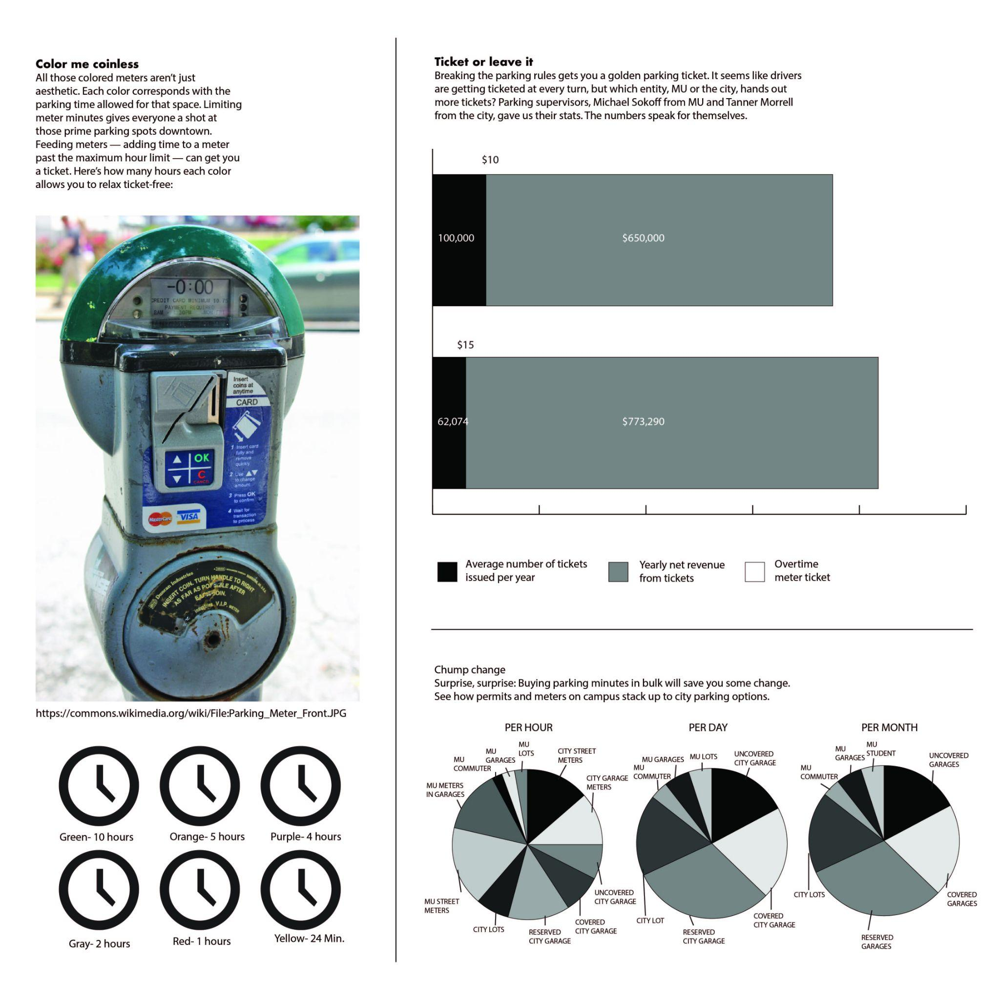 Color me coinless
All those colored meters aren't just
aesthetic. Each color corresponds with the
parking time allowed for that space. Limiting
meter minutes gives everyone a shot at
those prime parking spots downtown.
Feeding meters — adding time to a meter
past the maximum hour limit — can get you
a ticket. Here's how many hours each color
allows you to relax ticket-free:
-0:00
CREDIT CARD MINIMUM
PAYMENT REQUIRED
Insert
coins at
anytime
CARD
1 Insert card
fully and
remove
quickly
2 Use ▲▼
to change
amount
3 Press OK
to confirm
4 Wait for
transaction
to process
OK
C
CANCEL
MasterCard VISA
Duncan Industries
INSERT COIN, TURN HANDLE TO RIGHT
AS FAR AS POSSIBLE AFTER
EACH COIN.
Industries V.I.P. METER
https://commons.wikimedia.org/wiki/File:Parking_Meter_Front.JPG
Green- 10 hours
Orange- 5 hours
Purple- 4 hours
Gray- 2 hours
Red- 1 hours
Yellow- 24 Min.
Ticket or leave it
Breaking the parking rules gets you a golden parking ticket. It seems like drivers
are getting ticketed at every turn, but which entity, MU or the city, hands out
more tickets? Parking supervisors, Michael Sokoff from MU and Tanner Morrell
from the city, gave us their stats. The numbers speak for themselves.
$10
100,000
$650,000
$15
62,074
$773,290
Average number of tickets
issued per year
Yearly net revenue
from tickets
Overtime
meter ticket
Chump change
Surprise, surprise: Buying parking minutes in bulk will save you some change.
See how permits and meters on campus stack up to city parking options.
PER HOUR
MU
LOTS
CITY STREET
METERS
CITY GARAGE
METERS
UNCOVERED
CITY GARAGE
COVERED
CITY GARAGE
RESERVED
CITY GARAGE
CITY LOTS
MU STREET
METERS
MU METERS
IN GARAGES
MU
COMMUTER
MU
GARAGES
PER DAY
MU LOTS
UNCOVERED
CITY GARAGE
COVERED
CITY GARAGE
RESERVED
CITY GARAGE
CITY LOT
MU
COMMUTER
MU GARAGES
PER MONTH
MU
STUDENT
UNCOVERED
GARAGES
COVERED
GARAGES
RESERVED
GARAGES
CITY LOTS
MU
COMMUTER
MU
GARAGES